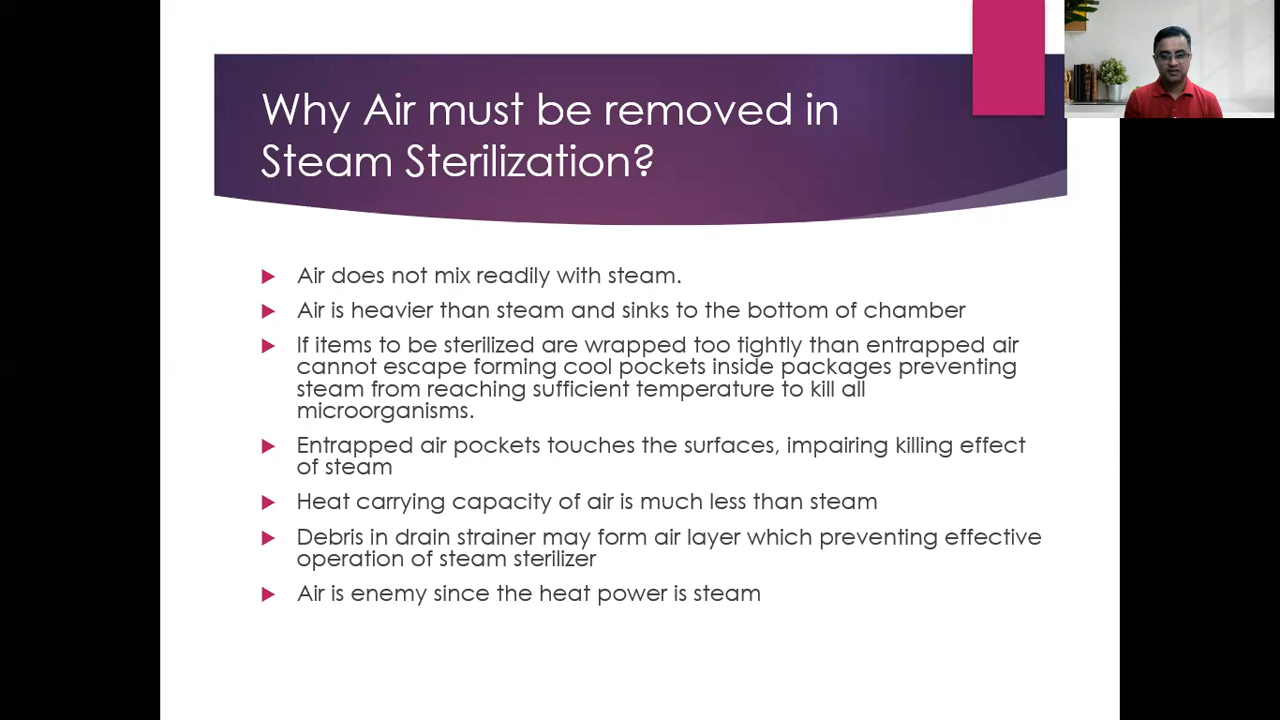 Why Air must be removed in
Steam Sterilization?
Air does not mix readily with steam.
Air is heavier than steam and sinks to the bottom of chamber
If items to be sterilized are wrapped too tightly than entrapped air
cannot escape forming cool pockets inside packages preventing
steam from reaching sufficient temperature to kill all
microorganisms.
Entrapped air pockets touches the surfaces, impairing killing effect
of steam
Heat carrying capacity of air is much less than steam
Debris in drain strainer may form air layer which preventing effective
operation of steam sterilizer
Air is enemy since the heat power is steam